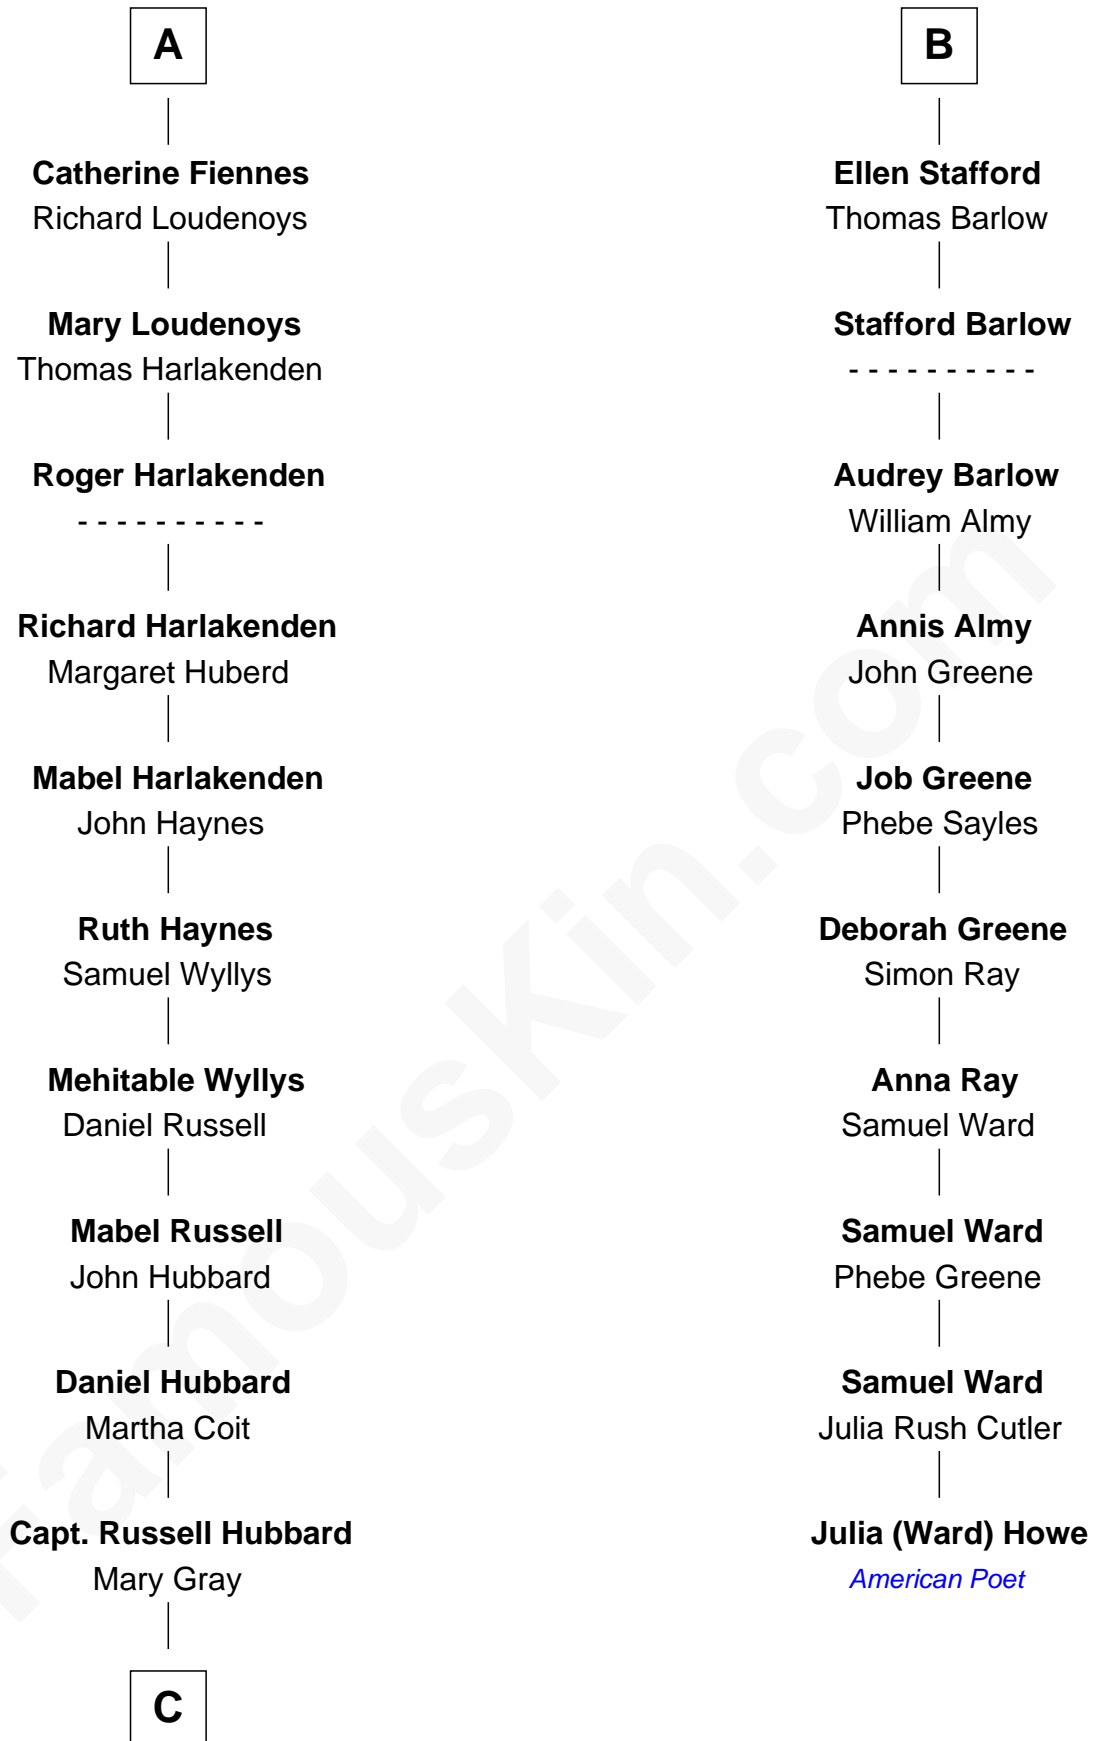 A
Catherine Fiennes
Richard Loudenoys
Mary Loudenoys
Thomas Harlakenden
Roger Harlakenden
- - - - - - - - - -
Richard Harlakenden
Margaret Huberd
Mabel Harlakenden
John Haynes
Ruth Haynes
Samuel Wyllys
Mehitable Wyllys
Daniel Russell
Mabel Russell
John Hubbard
Daniel Hubbard
Martha Coit
Capt. Russell Hubbard
Mary Gray
C
B
Ellen Stafford
Thomas Barlow
Stafford Barlow
- - - - - - - - - -
Audrey Barlow
William Almy
Annis Almy
John Greene
Job Greene
Phebe Sayles
Deborah Greene
Simon Ray
Anna Ray
Samuel Ward
Samuel Ward
Phebe Greene
Samuel Ward
Julia Rush Cutler
Julia (Ward) Howe
American Poet
FamousKin.com